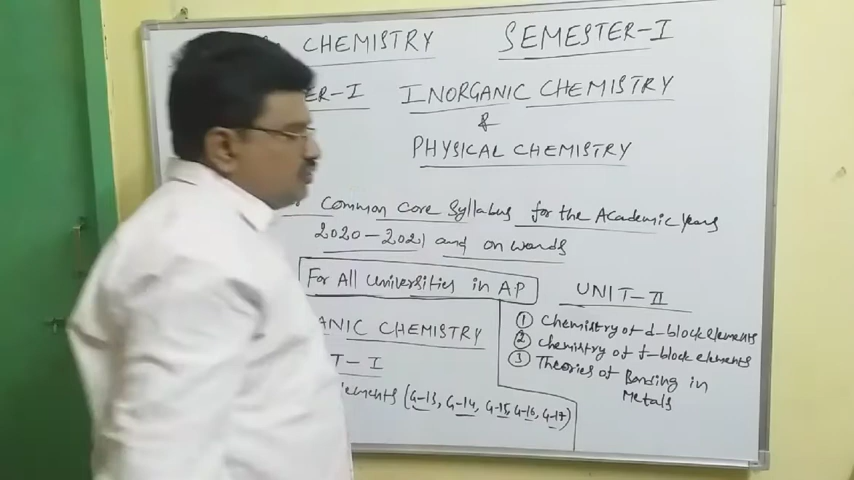 CHEMISTRY SEMESTER-I
ER-I INORGANIC CHEMISTRY
&
PHYSICAL CHEMISTRY
Common core Syllabus for the Academic years
2020-2021 and on words
For All universities in AP
ANIC CHEMISTRY
T-I
lements (G-13, G-14, G-15, G-16, G-17)
UNIT-II
① Chemistry of d-block elements
② chemistry of f-block elements
③ Theories of Bonding in
Metals